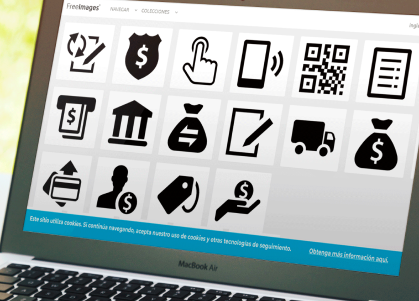 FreeImages®
NAVEGAR
COLECCIONES
Este sitio utiliza cookies. Si continúa navegando, acepta nuestro uso de cookies y otras tecnologías de seguimiento. Obtenga más información aquí.
MacBook Air